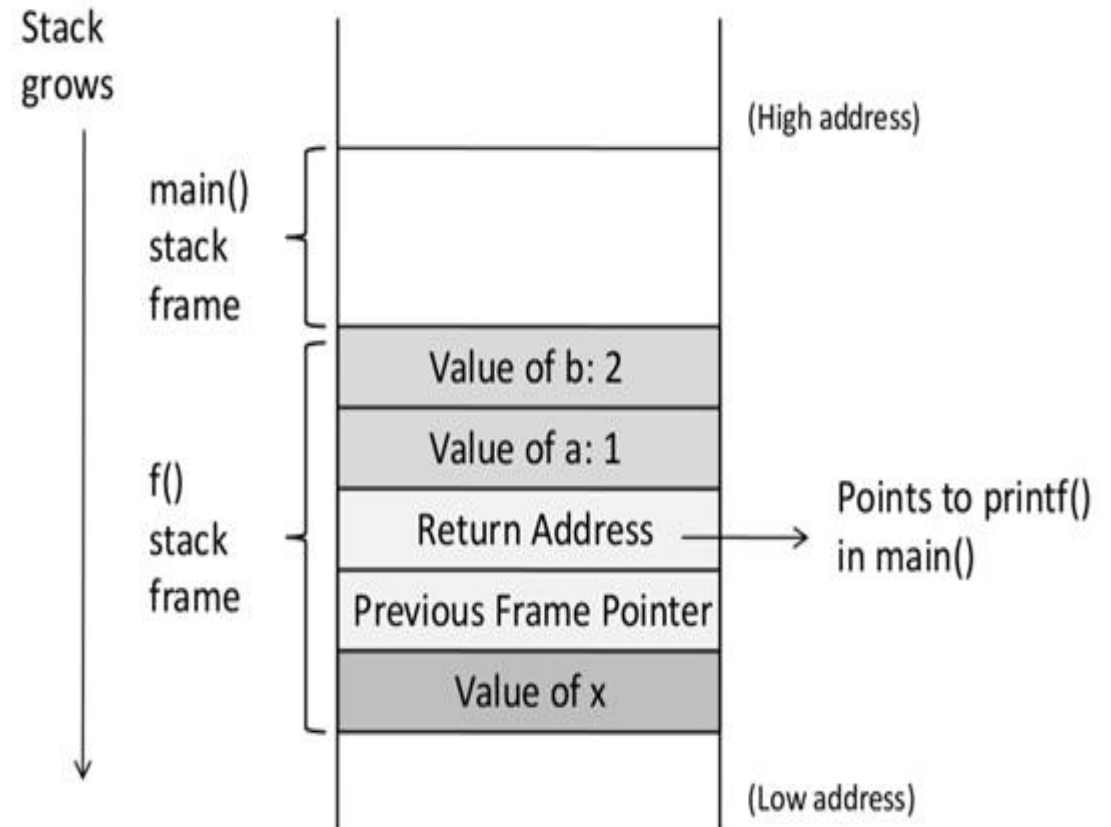 Stack
grows
(High address)
main()
stack
frame
Value of b: 2
Value of a: 1
f()
stack
frame
Return Address
Points to printf()
in main()
Previous Frame Pointer
Value of x
(Low address)